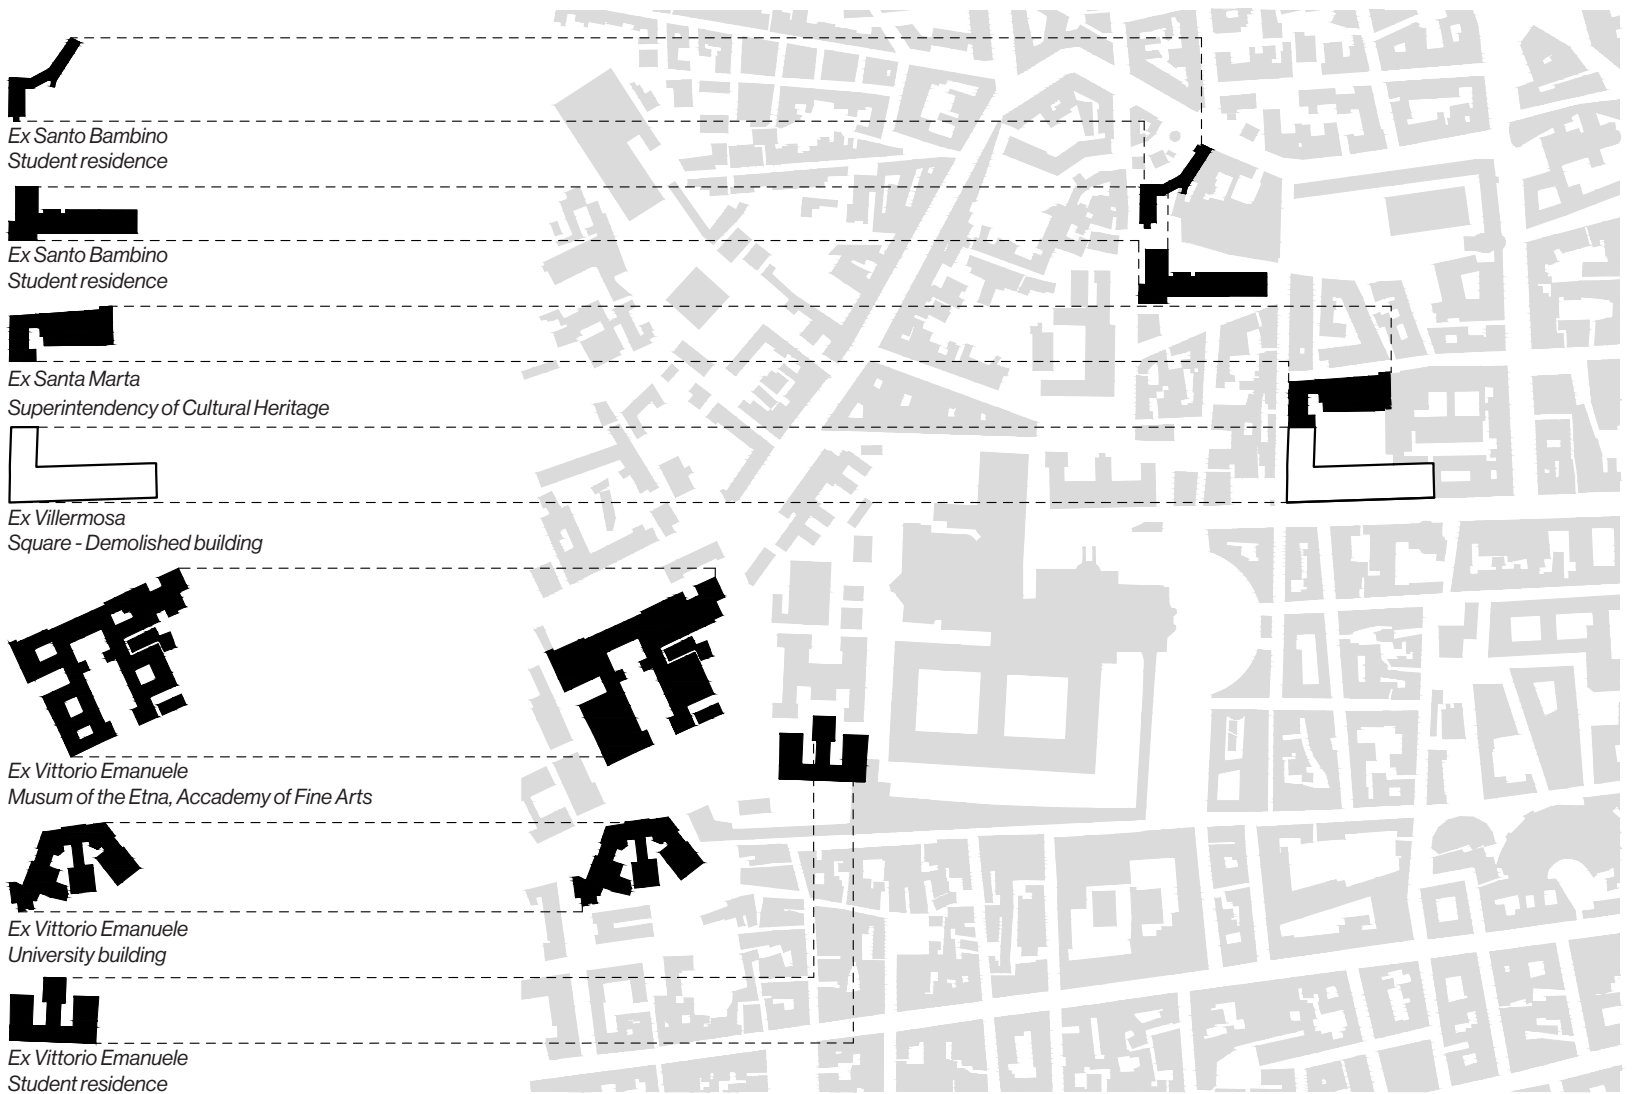 Ex Santo Bambino
Student residence
Ex Santo Bambino
Student residence
Ex Santa Marta
Superintendency of Cultural Heritage
Ex Villermosa
Square - Demolished building
Ex Vittorio Emanuele
Musum of the Etna, Accademy of Fine Arts
Ex Vittorio Emanuele
University building
Ex Vittorio Emanuele
Student residence